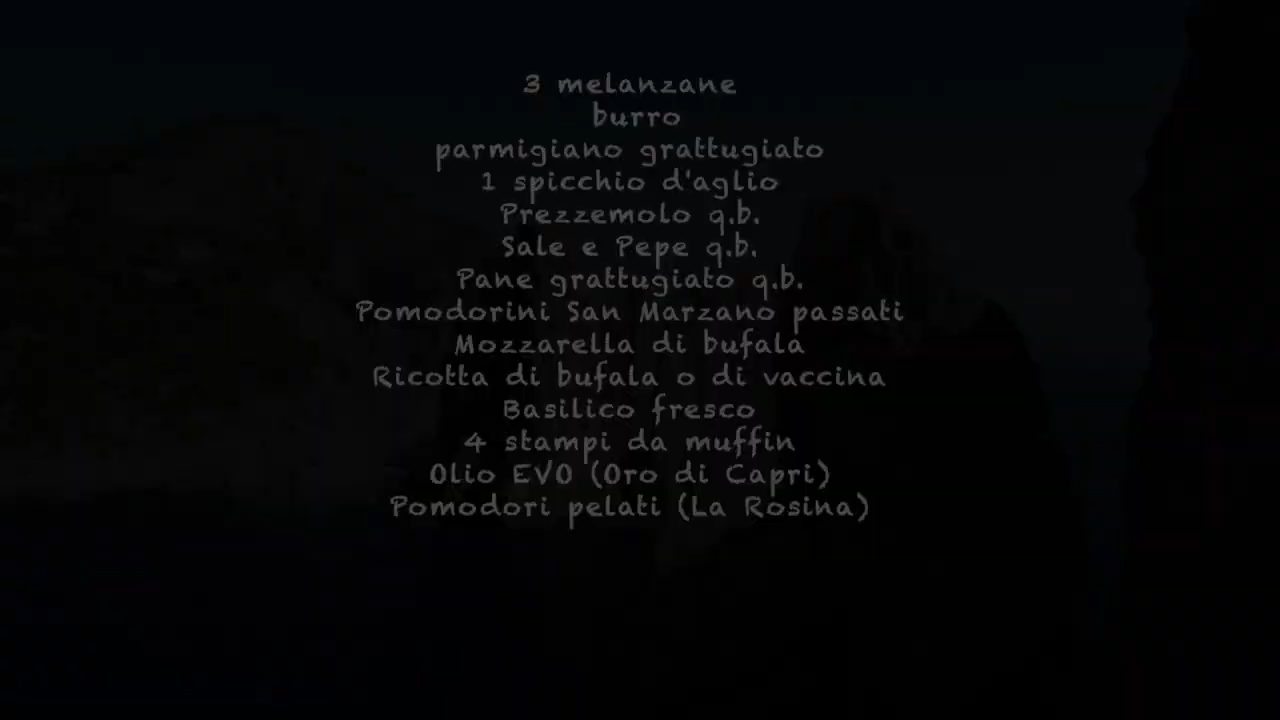 3 melanzane
burro
parmigiano grattugiato
1 spicchio d'aglio
Prezzemolo q.b.
Sale e Pepe q.b.
Pane grattugiato q.b.
Pomodorini San Marzano passati
Mozzarella di bufala
Ricotta di bufala o di vaccina
Basilico fresco
4 stampi da muffin
Olio EVO (Oro di Capri)
Pomodori pelati (La Rosina)